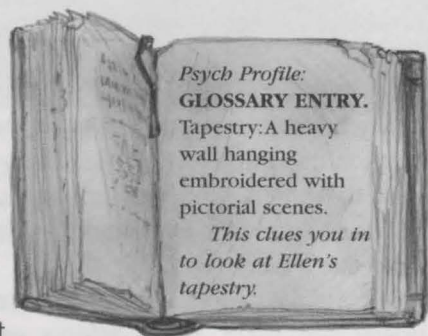 Psych Profile:
GLOSSARY ENTRY.
Tapestry: A heavy
wall hanging
embroidered with
pictorial scenes.
This clues you in
to look at Ellen's
tapestry.